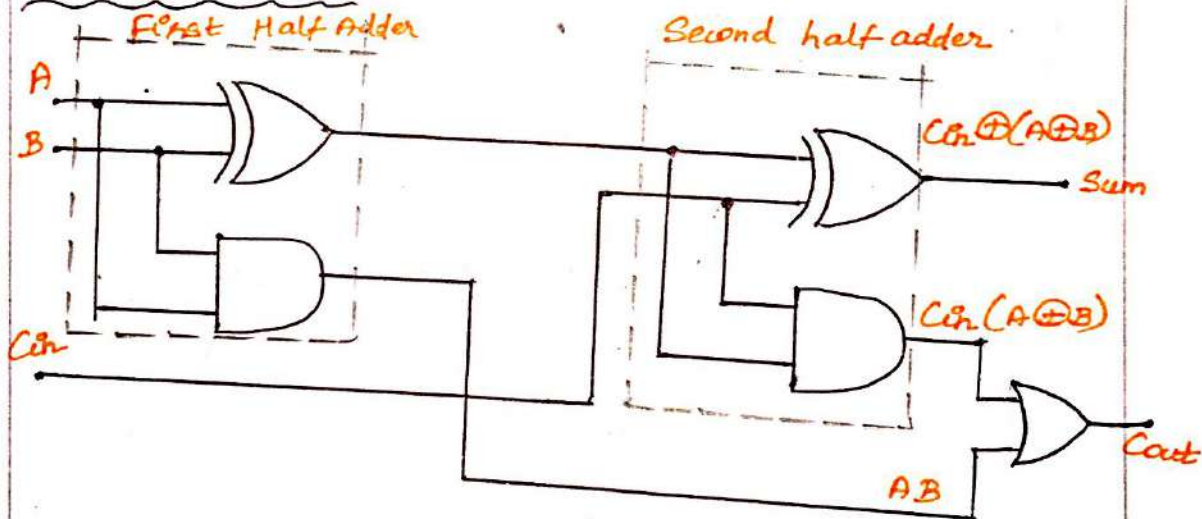 First Half Adder
Second half adder
A
B
Cin ⊕ (A⊕B)
Sum
Cin (A⊕B)
Cin
Cout
AB